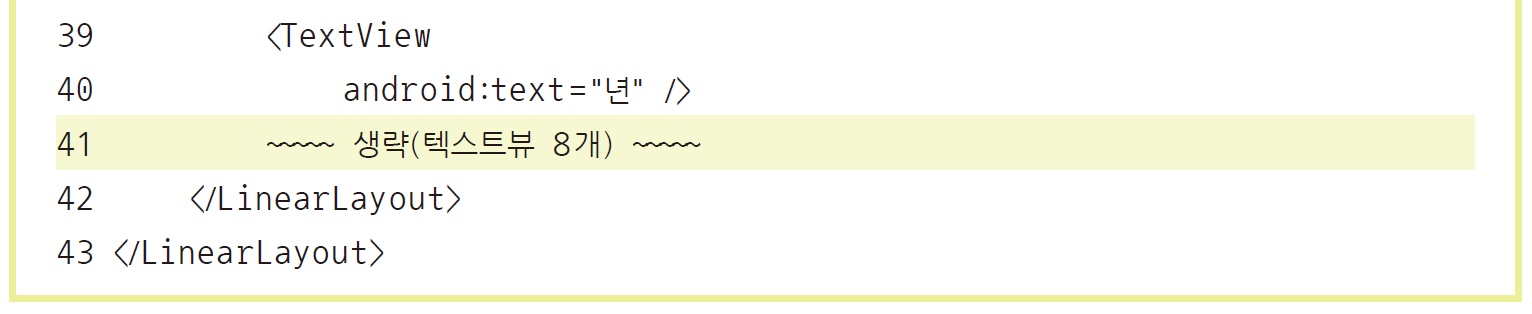 39 <TextView
40 android:text="년" />
41 ~~~~~ 생략(텍스트뷰 8개) ~~~~~
42 </LinearLayout>
43 </LinearLayout>